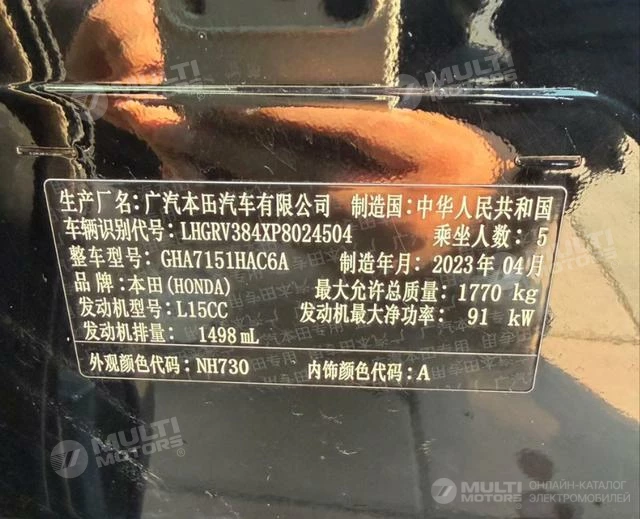 MULTI MOTORS
MULTI MOTORS
生产厂名：广汽本田汽车有限公司 制造国：中华人民共和国
车辆识别代号：LHGRV384XP8024504 乘坐人数：5
整车型号：GHA7151HAC6A 制造年月：2023年 04月
品牌：本田(HONDA) 最大允许总质量：1770 kg
发动机型号：L15CC 发动机最大净功率：91 kW
发动机排量：1498 mL
外观颜色代码：NH730 内饰颜色代码：A
MULTI MOTORS®
MULTI MOTORS ОНЛАЙН-КАТАЛОГ ЭЛЕКТРОМОБИЛЕЙ